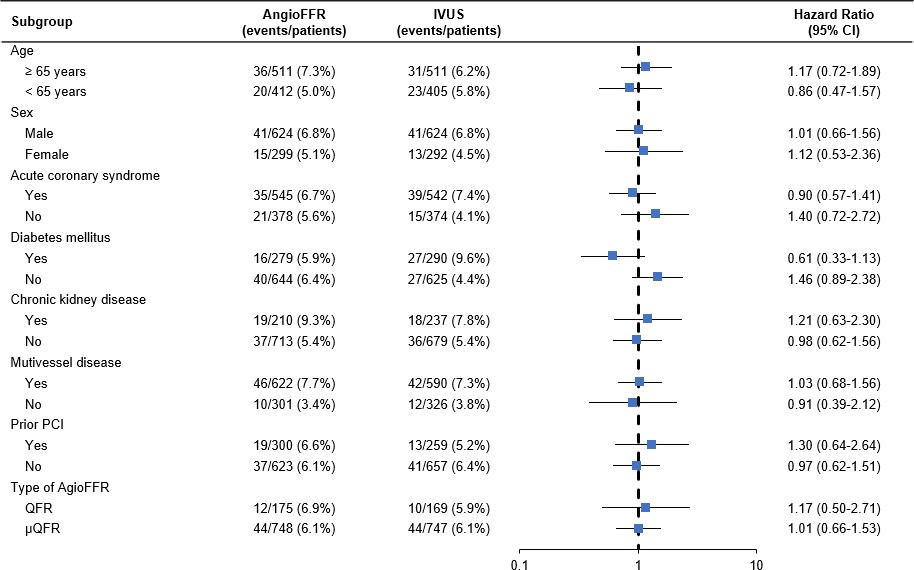 Subgroup AngioFFR (events/patients) IVUS (events/patients) Hazard Ratio (95% CI)
Age
≥ 65 years 36/511 (7.3%) 31/511 (6.2%) 1.17 (0.72-1.89)
< 65 years 20/412 (5.0%) 23/405 (5.8%) 0.86 (0.47-1.57)
Sex
Male 41/624 (6.8%) 41/624 (6.8%) 1.01 (0.66-1.56)
Female 15/299 (5.1%) 13/292 (4.5%) 1.12 (0.53-2.36)
Acute coronary syndrome
Yes 35/545 (6.7%) 39/542 (7.4%) 0.90 (0.57-1.41)
No 21/378 (5.6%) 15/374 (4.1%) 1.40 (0.72-2.72)
Diabetes mellitus
Yes 16/279 (5.9%) 27/290 (9.6%) 0.61 (0.33-1.13)
No 40/644 (6.4%) 27/625 (4.4%) 1.46 (0.89-2.38)
Chronic kidney disease
Yes 19/210 (9.3%) 18/237 (7.8%) 1.21 (0.63-2.30)
No 37/713 (5.4%) 36/679 (5.4%) 0.98 (0.62-1.56)
Mutivessel disease
Yes 46/622 (7.7%) 42/590 (7.3%) 1.03 (0.68-1.56)
No 10/301 (3.4%) 12/326 (3.8%) 0.91 (0.39-2.12)
Prior PCI
Yes 19/300 (6.6%) 13/259 (5.2%) 1.30 (0.64-2.64)
No 37/623 (6.1%) 41/657 (6.4%) 0.97 (0.62-1.51)
Type of AgioFFR
QFR 12/175 (6.9%) 10/169 (5.9%) 1.17 (0.50-2.71)
μQFR 44/748 (6.1%) 44/747 (6.1%) 1.01 (0.66-1.53)
0.1 1 10